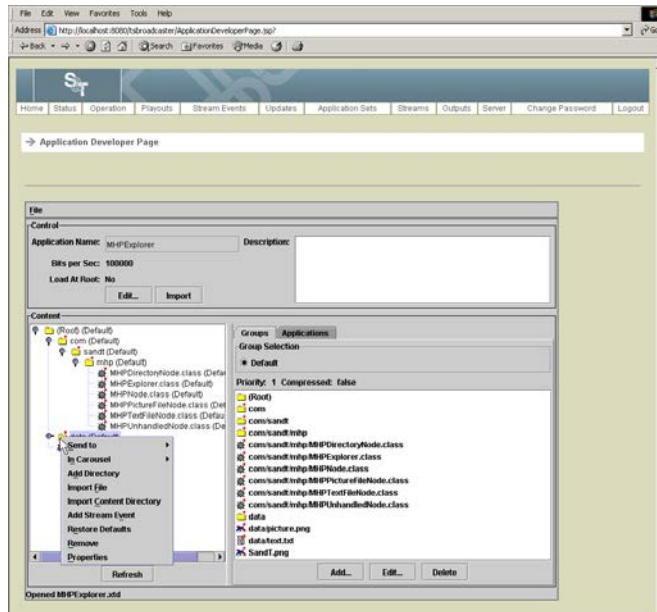 File Edit View Favorites Tools Help
Address http://localhost:8080/tsbroadcaster/ApplicationDeveloperPage.jsp?
Back Search Favorites Media
S&T
Home Status Operation Playouts Stream Events Updates Application Sets Streams Outputs Server Change Password Logout
Application Developer Page
File
Control
Application Name: MHPExplorer Description:
Bits per Sec: 100000
Load At Root: No
Edit... Import
Content
(Root) (Default)
com (Default)
sandt (Default)
mhp (Default)
MHPDirectoryNode.class (Defau
MHPExplorer.class (Default)
MHPNode.class (Default)
MHPPictureFileNode.class (Def
MHPTextFileNode.class (Defau
MHPUnhandledNode.class (De
data (Default)
Send to
In Carousel
Add Directory
Import File
Import Content Directory
Add Stream Event
Restore Defaults
Remove
Properties
Refresh
Groups Applications
Group Selection
Default
Priority: 1 Compressed: false
(Root)
com
com/sandt
com/sandt/mhp
com/sandt/mhp/MHPDirectoryNode.class
com/sandt/mhp/MHPExplorer.class
com/sandt/mhp/MHPNode.class
com/sandt/mhp/MHPPictureFileNode.class
com/sandt/mhp/MHPTextFileNode.class
com/sandt/mhp/MHPUnhandledNode.class
data
data/picture.png
data/text.txt
SandT.png
Add... Edit... Delete
Opened MHPExplorer.xtd